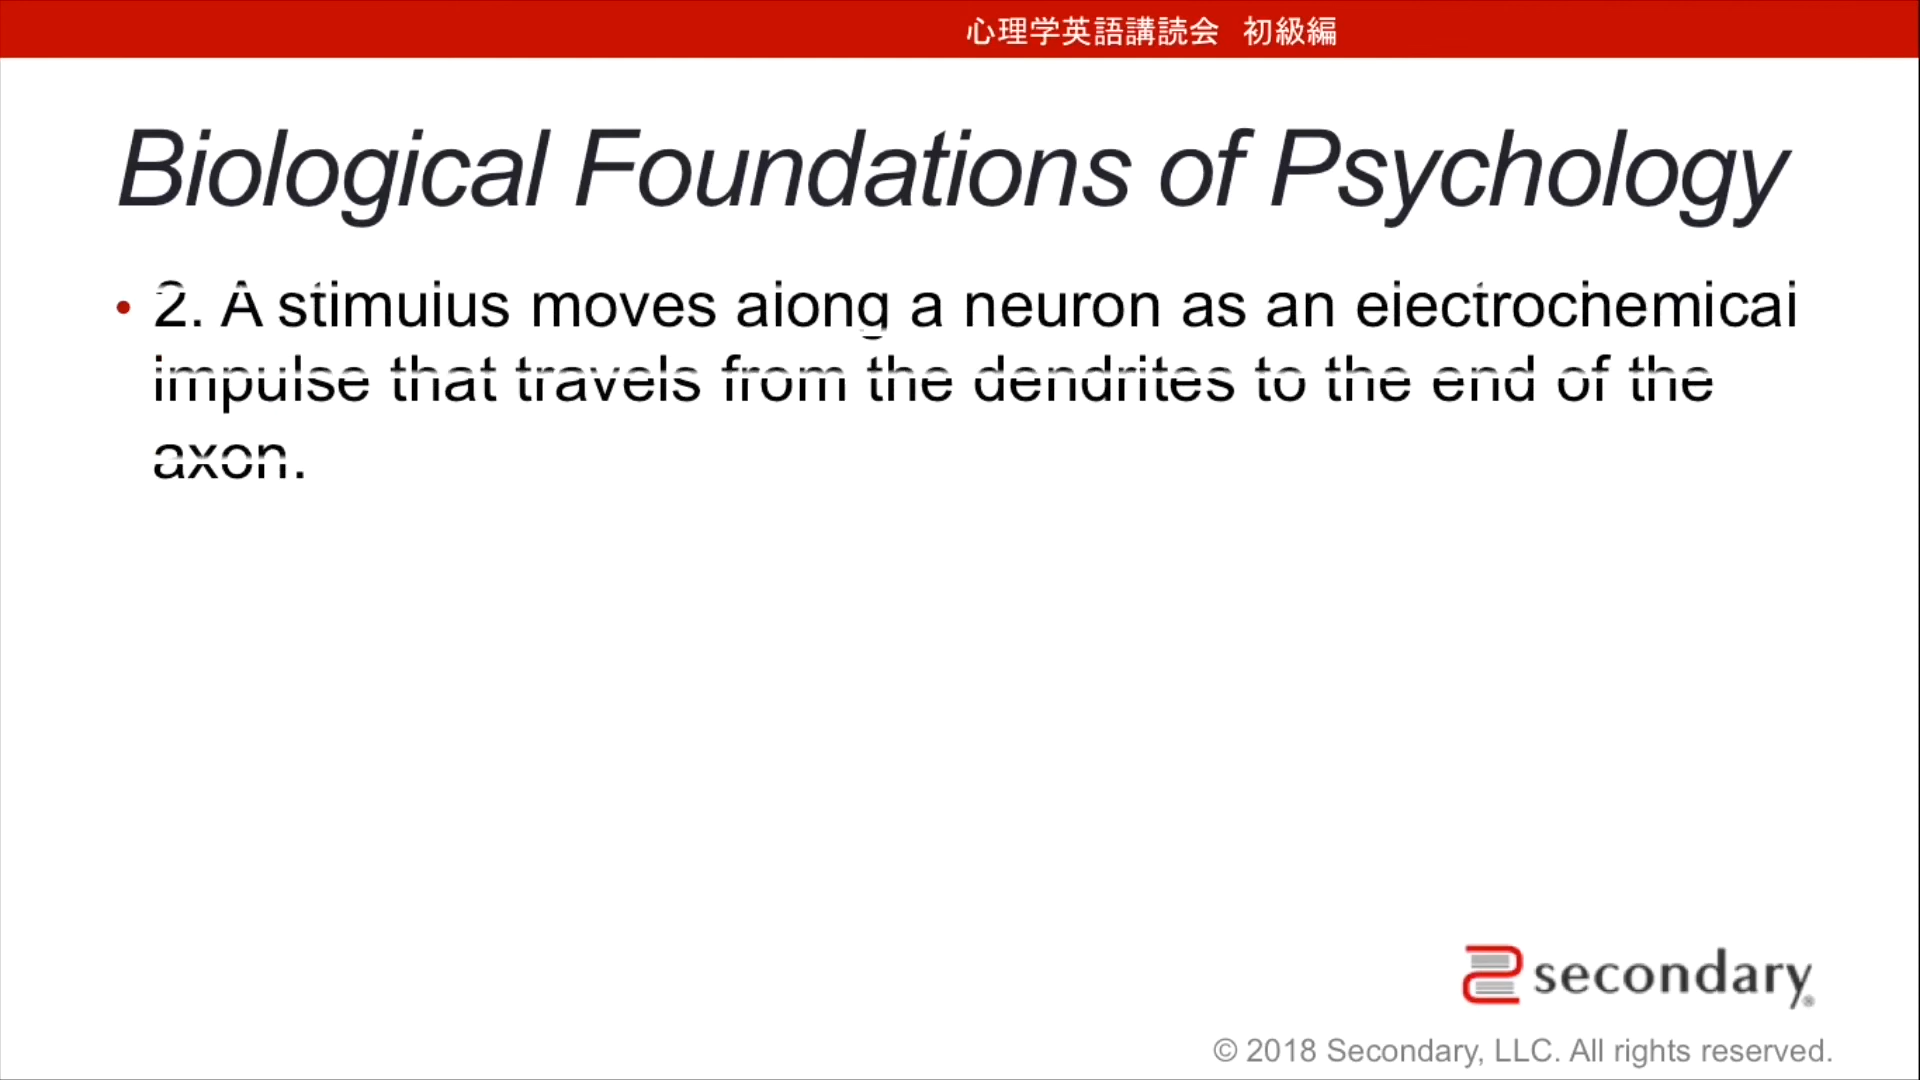 心理学英語講読会 初級編
Biological Foundations of Psychology
• 2. A stimulus moves along a neuron as an electrochemical
impulse that travels from the dendrites to the end of the
axon.
secondary®
© 2018 Secondary, LLC. All rights reserved.